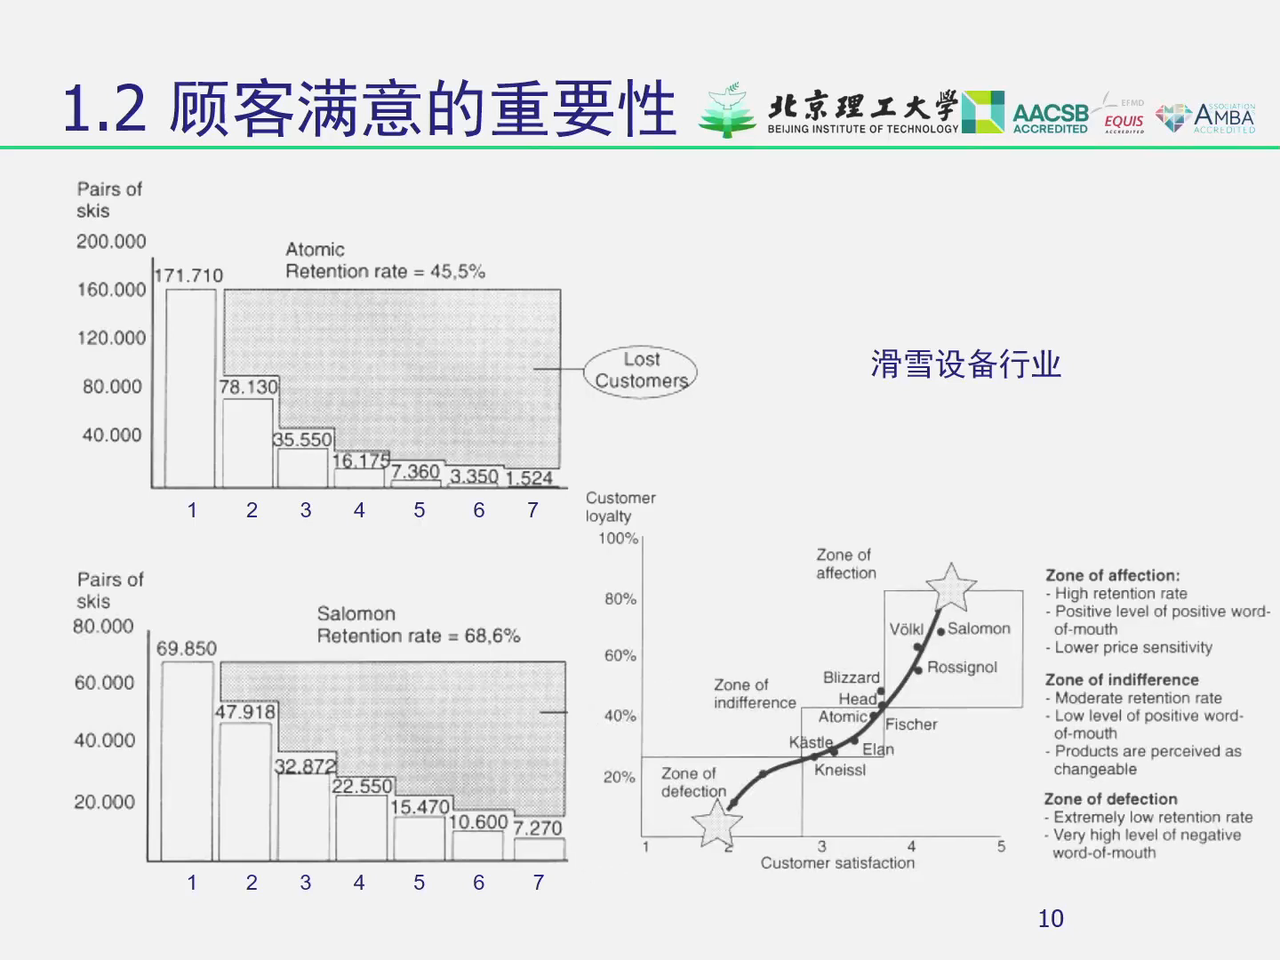 1.2 顾客满意的重要性
北京理工大学
BEIJING INSTITUTE OF TECHNOLOGY
AACSB
ACCREDITED
EFMD
EQUIS
ACCREDITED
ASSOCIATION
AMBA
ACCREDITED
Pairs of
skis
200.000
160.000
120.000
80.000
40.000
Atomic
Retention rate = 45,5%
171.710
78.130
35.550
16.175
7.360
3.350
1.524
Lost
Customers
1 2 3 4 5 6 7
滑雪设备行业
Pairs of
skis
80.000
60.000
40.000
20.000
Salomon
Retention rate = 68,6%
69.850
47.918
32.872
22.550
15.470
10.600
7.270
1 2 3 4 5 6 7
Customer
loyalty
100%
80%
60%
40%
20%
Zone of
affection
Völkl
Salomon
Rossignol
Zone of
indifference
Blizzard
Head
Atomic
Fischer
Kästle
Elan
Kneissl
Zone of
defection
1 2 3 4 5
Customer satisfaction
Zone of affection:
- High retention rate
- Positive level of positive word-
of-mouth
- Lower price sensitivity
Zone of indifference
- Moderate retention rate
- Low level of positive word-
of-mouth
- Products are perceived as
changeable
Zone of defection
- Extremely low retention rate
- Very high level of negative
word-of-mouth
10